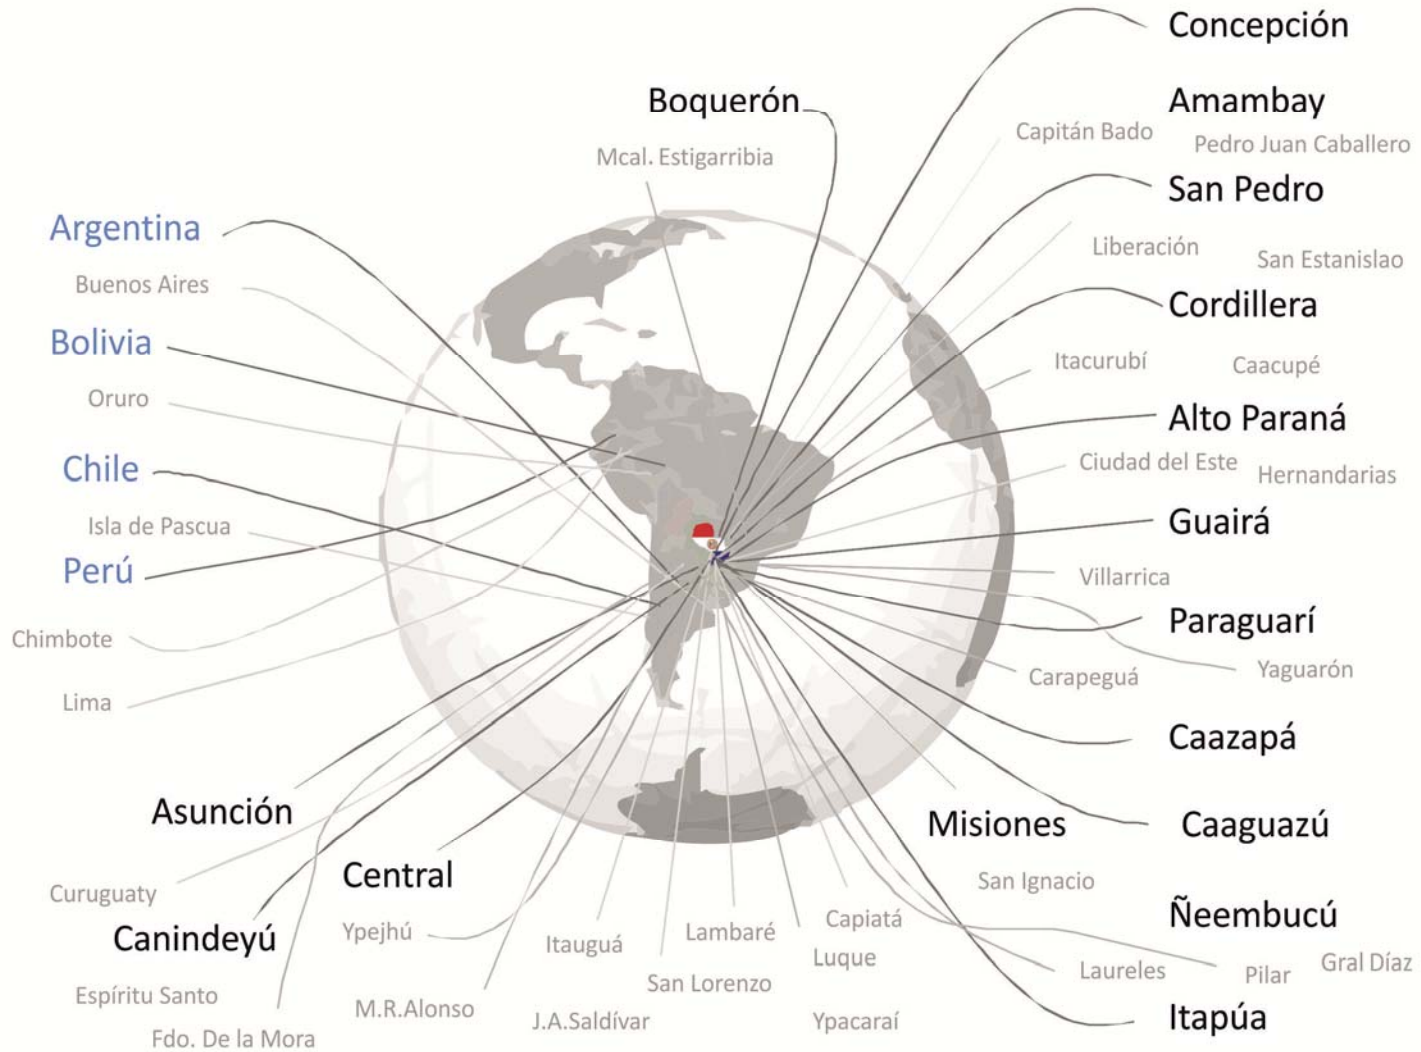 Concepción
Boquerón
Amambay
Capitán Bado
Pedro Juan Caballero
Mcal. Estigarribia
San Pedro
Argentina
Liberación
San Estanislao
Buenos Aires
Cordillera
Bolivia
Itacurubí
Caacupé
Oruro
Alto Paraná
Chile
Ciudad del Este
Hernandarias
Isla de Pascua
Guairá
Perú
Villarrica
Paraguarí
Chimbote
Yaguarón
Carapeguá
Lima
Caazapá
Asunción
Misiones
Caaguazú
Central
San Ignacio
Curuguaty
Ñeembucú
Canindeyú
Ypejhú
Itauguá
Lambaré
Capiatá
Luque
Laureles
Pilar
Gral Díaz
San Lorenzo
Espíritu Santo
M.R.Alonso
J.A.Saldívar
Ypacaraí
Itapúa
Fdo. De la Mora